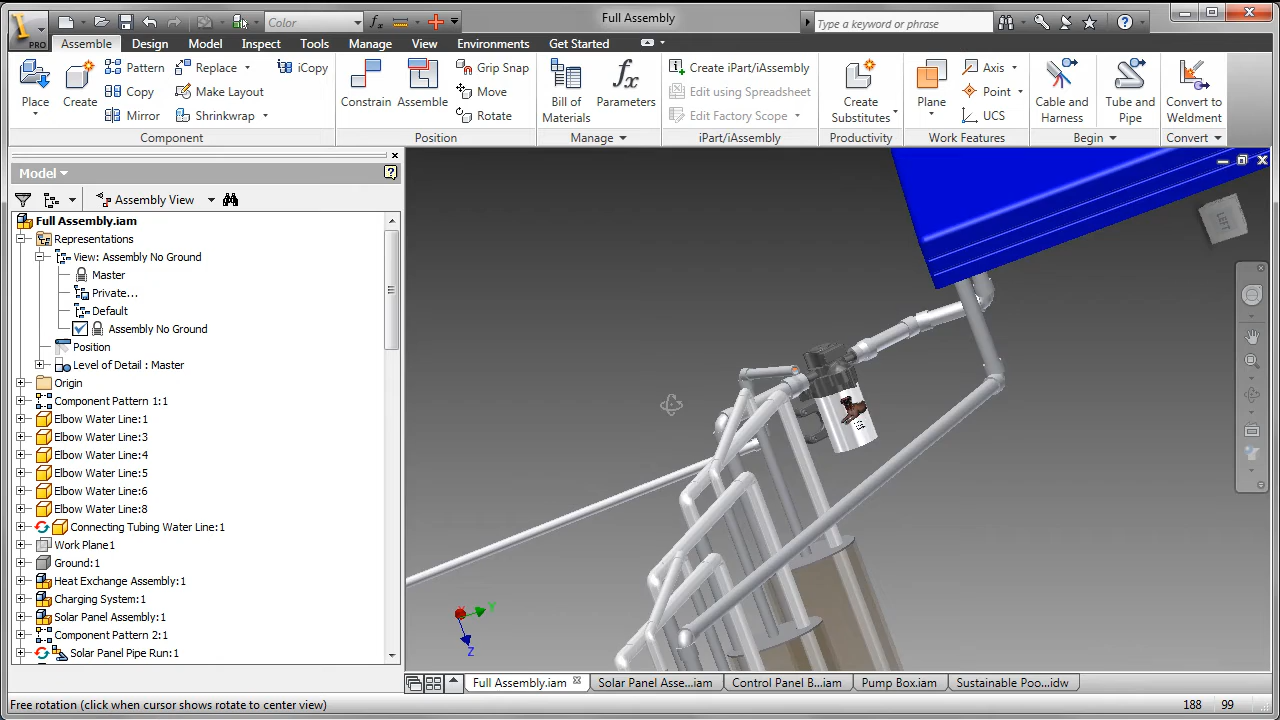 PRO
Color
Full Assembly
Type a keyword or phrase
Assemble Design Model Inspect Tools Manage View Environments Get Started
Place
Create
Pattern
Copy
Mirror
Replace
Make Layout
Shrinkwrap
iCopy
Component
Constrain
Assemble
Grip Snap
Move
Rotate
Position
Bill of
Materials
fx
Parameters
Manage
Create iPart/iAssembly
Edit using Spreadsheet
Edit Factory Scope
iPart/iAssembly
Create
Substitutes
Productivity
Plane
Axis
Point
UCS
Work Features
Cable and
Harness
Tube and
Pipe
Begin
Convert to
Weldment
Convert
Model
Assembly View
Full Assembly.iam
Representations
View: Assembly No Ground
Master
Private...
Default
Assembly No Ground
Position
Level of Detail : Master
Origin
Component Pattern 1:1
Elbow Water Line:1
Elbow Water Line:3
Elbow Water Line:4
Elbow Water Line:5
Elbow Water Line:6
Elbow Water Line:8
Connecting Tubing Water Line:1
Work Plane1
Ground:1
Heat Exchange Assembly:1
Charging System:1
Solar Panel Assembly:1
Component Pattern 2:1
Solar Panel Pipe Run:1
LEFT
Y
Z
Full Assembly.iam
Solar Panel Asse...iam
Control Panel B...iam
Pump Box.iam
Sustainable Poo...idw
Free rotation (click when cursor shows rotate to center view)
188 99